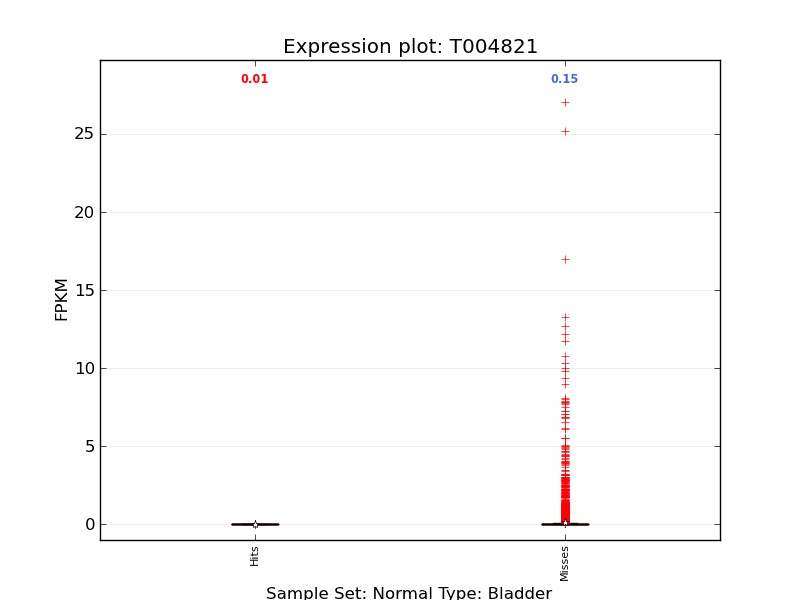 Expression plot: T004821
0.01
0.15
25
20
15
10
5
0
FPKM
Hits
Misses
Sample Set: Normal Type: Bladder